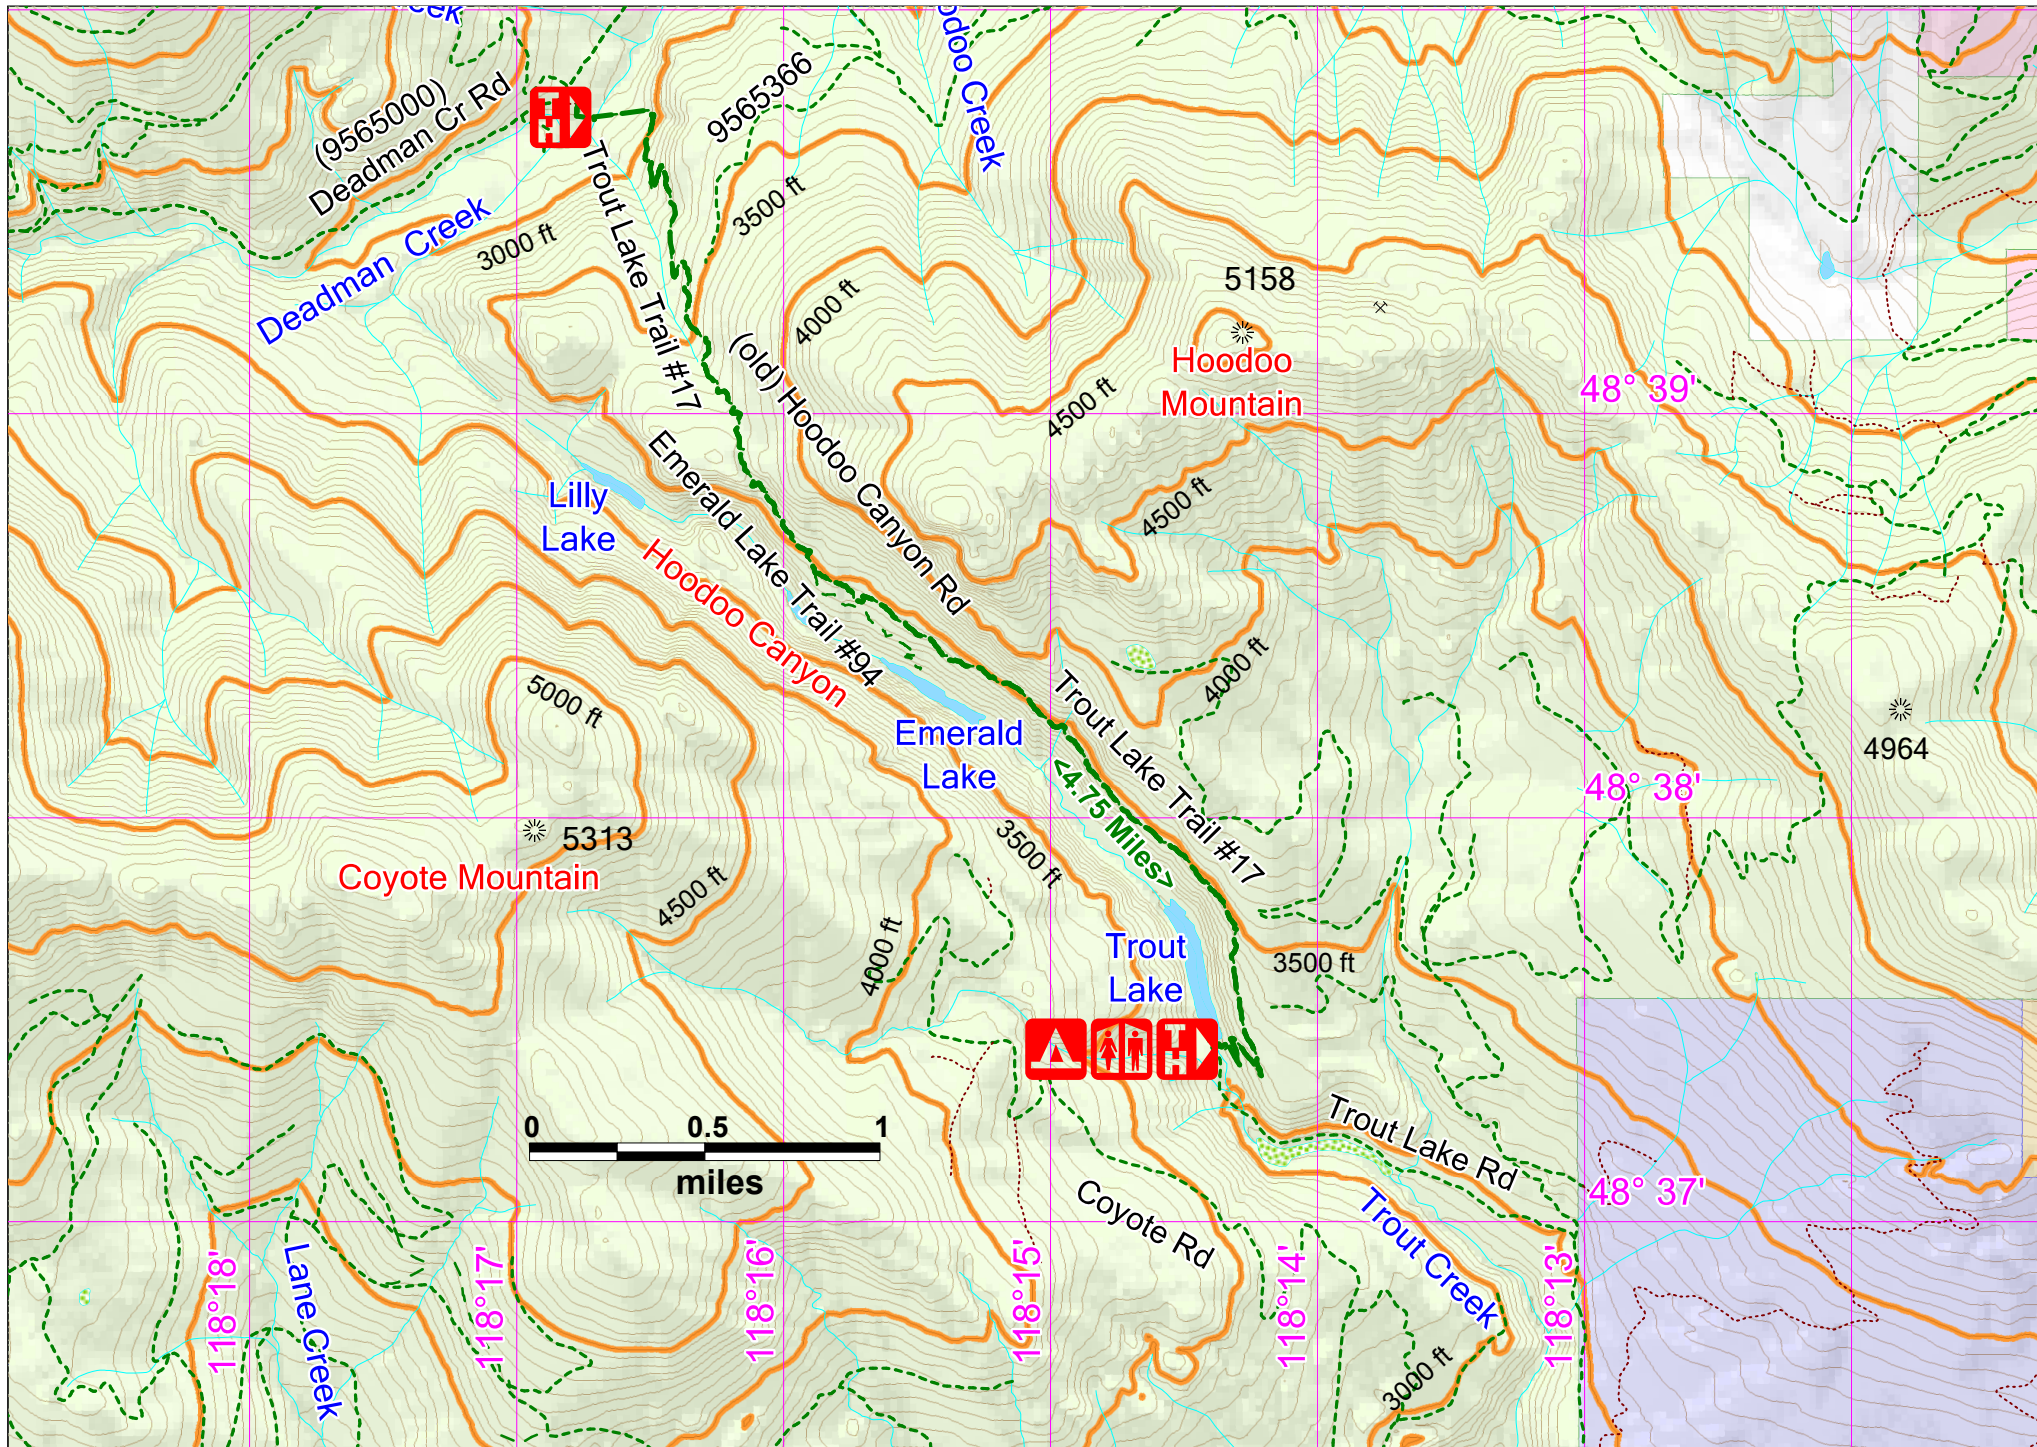 eek
odoo Creek
(9565000)
Deadman Cr Rd
9565366
TH
Deadman Creek
3000 ft
Trout Lake Trail #17
3500 ft
4000 ft
5158
Hoodoo
Mountain
48° 39'
4500 ft
(old) Hoodoo Canyon Rd
Emerald Lake Trail #94
Lilly
Lake
4500 ft
Hoodoo Canyon
5000 ft
4000 ft
Trout Lake Trail #17
Emerald
Lake
<4.75 Miles>
48° 38'
4964
5313
Coyote Mountain
3500 ft
4500 ft
4000 ft
Trout
Lake
3500 ft
TH
0 0.5 1
miles
Trout Lake Rd
48° 37'
Coyote Rd
Trout Creek
Lane Creek
118°18'
118°17'
118°16'
118°15'
118°14'
118°13'
3000 ft